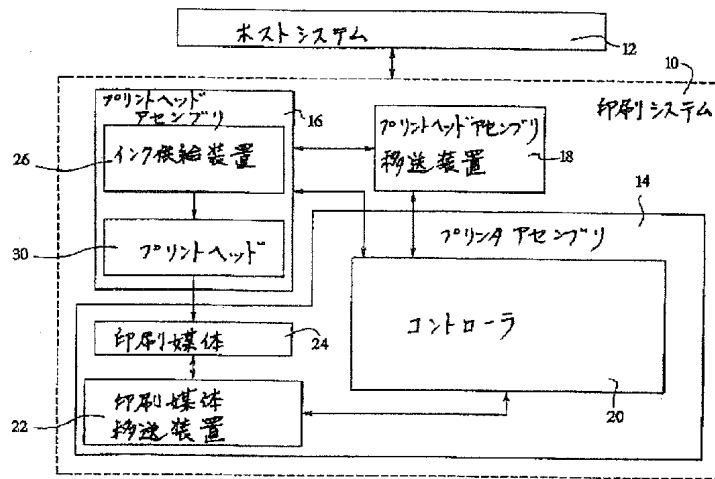 ホストシステム
12
10
印刷システム
プリントヘッド
アセンブリ
16
26
インク供給装置
プリントヘッドアセンブリ
移送装置
18
14
プリンタアセンブリ
30
プリントヘッド
コントローラ
印刷媒体
24
20
22
印刷媒体
移送装置